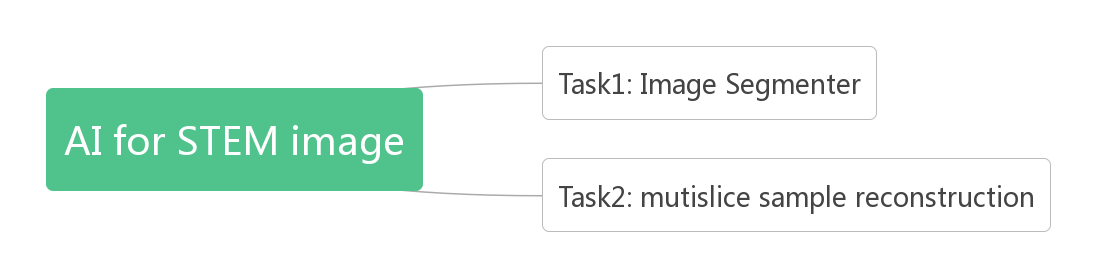 AI for STEM image
Task1: Image Segmenter
Task2: mutislice sample reconstruction